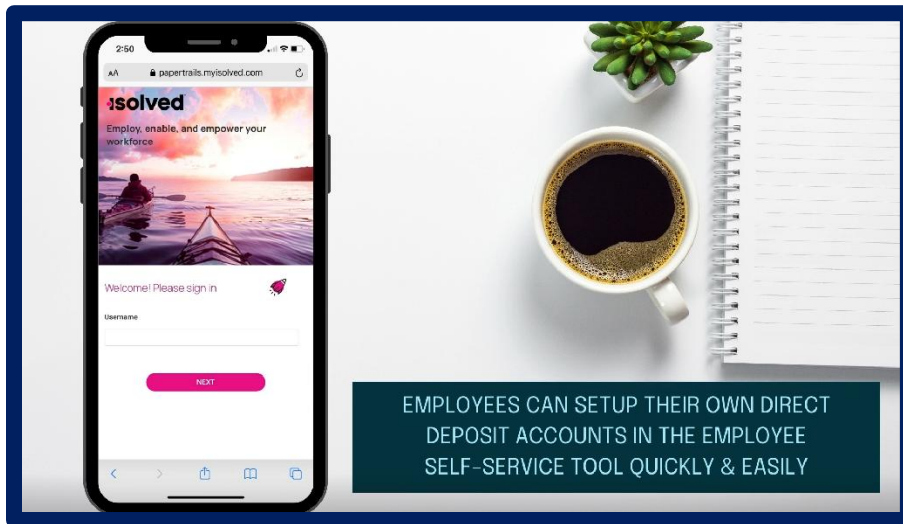 2:50
AA papertrails.myisolved.com
isolved
Employ, enable, and empower your
workforce
Welcome! Please sign in
Username
NEXT
EMPLOYEES CAN SETUP THEIR OWN DIRECT
DEPOSIT ACCOUNTS IN THE EMPLOYEE
SELF-SERVICE TOOL QUICKLY & EASILY